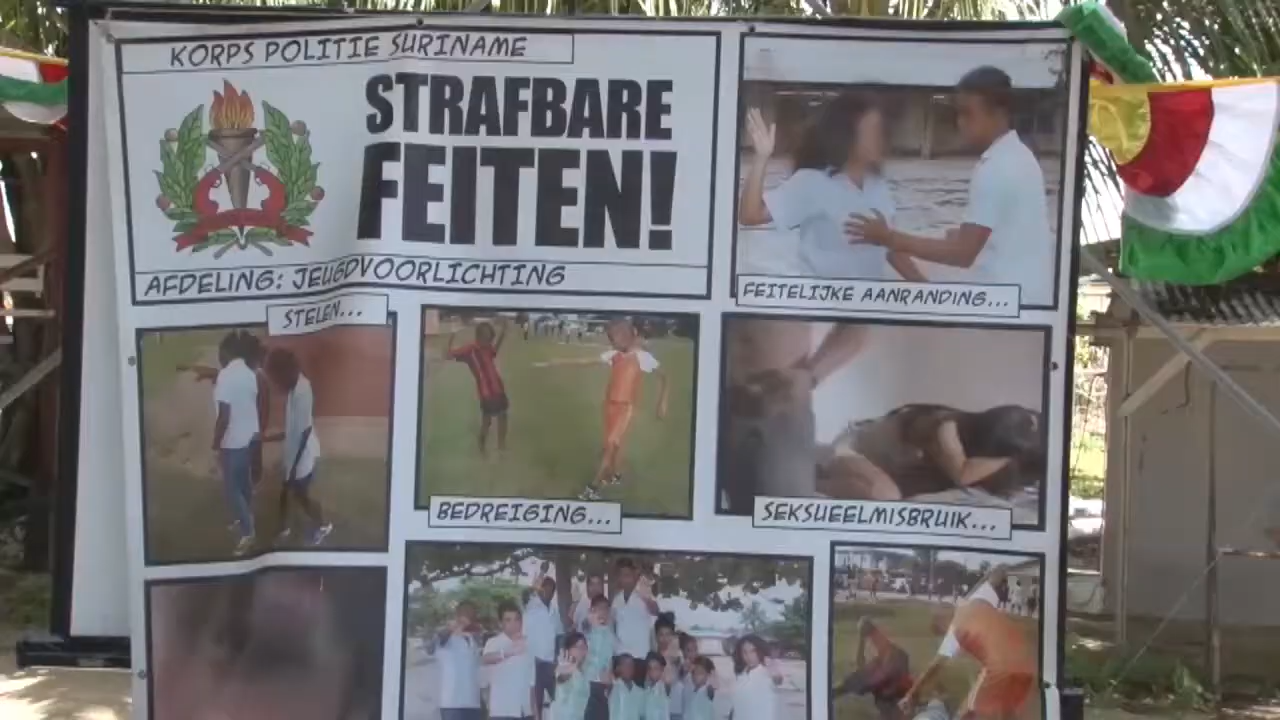 KORPS POLITIE SURINAME
STRAFBARE
FEITEN!
AFDELING: JEUGDVOORLICHTING
FEITELIJKE AANRANDING...
STELEN...
BEDREIGING...
SEKSUEELMISBRUIK...